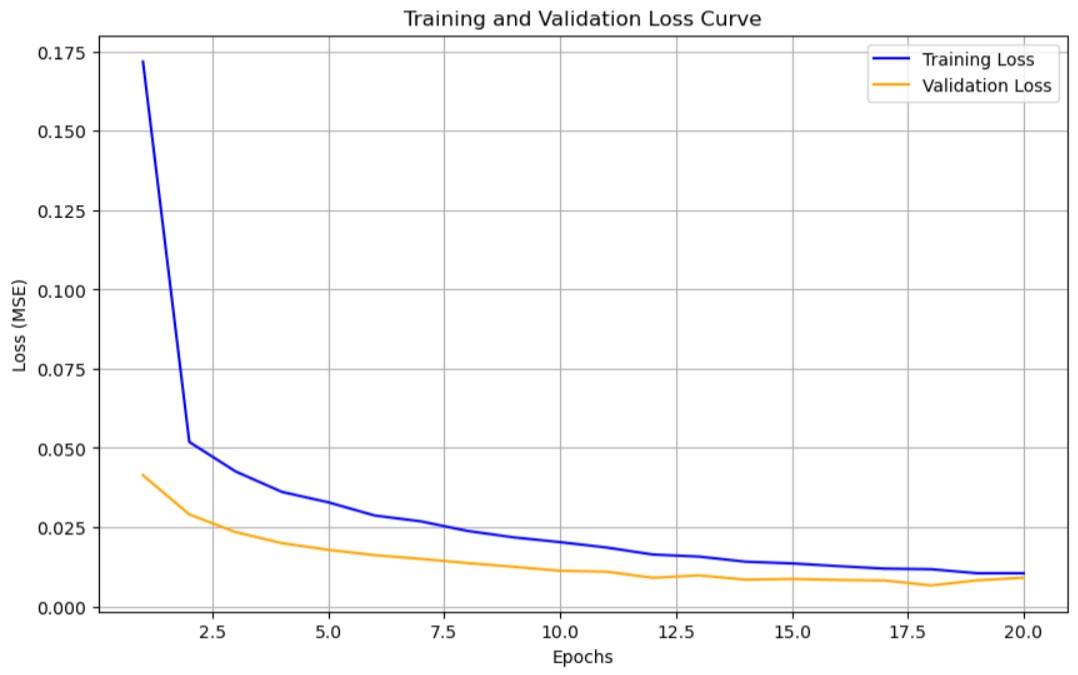 Training and Validation Loss Curve
Training Loss
Validation Loss
Loss (MSE)
0.175
0.150
0.125
0.100
0.075
0.050
0.025
0.000
2.5 5.0 7.5 10.0 12.5 15.0 17.5 20.0
Epochs